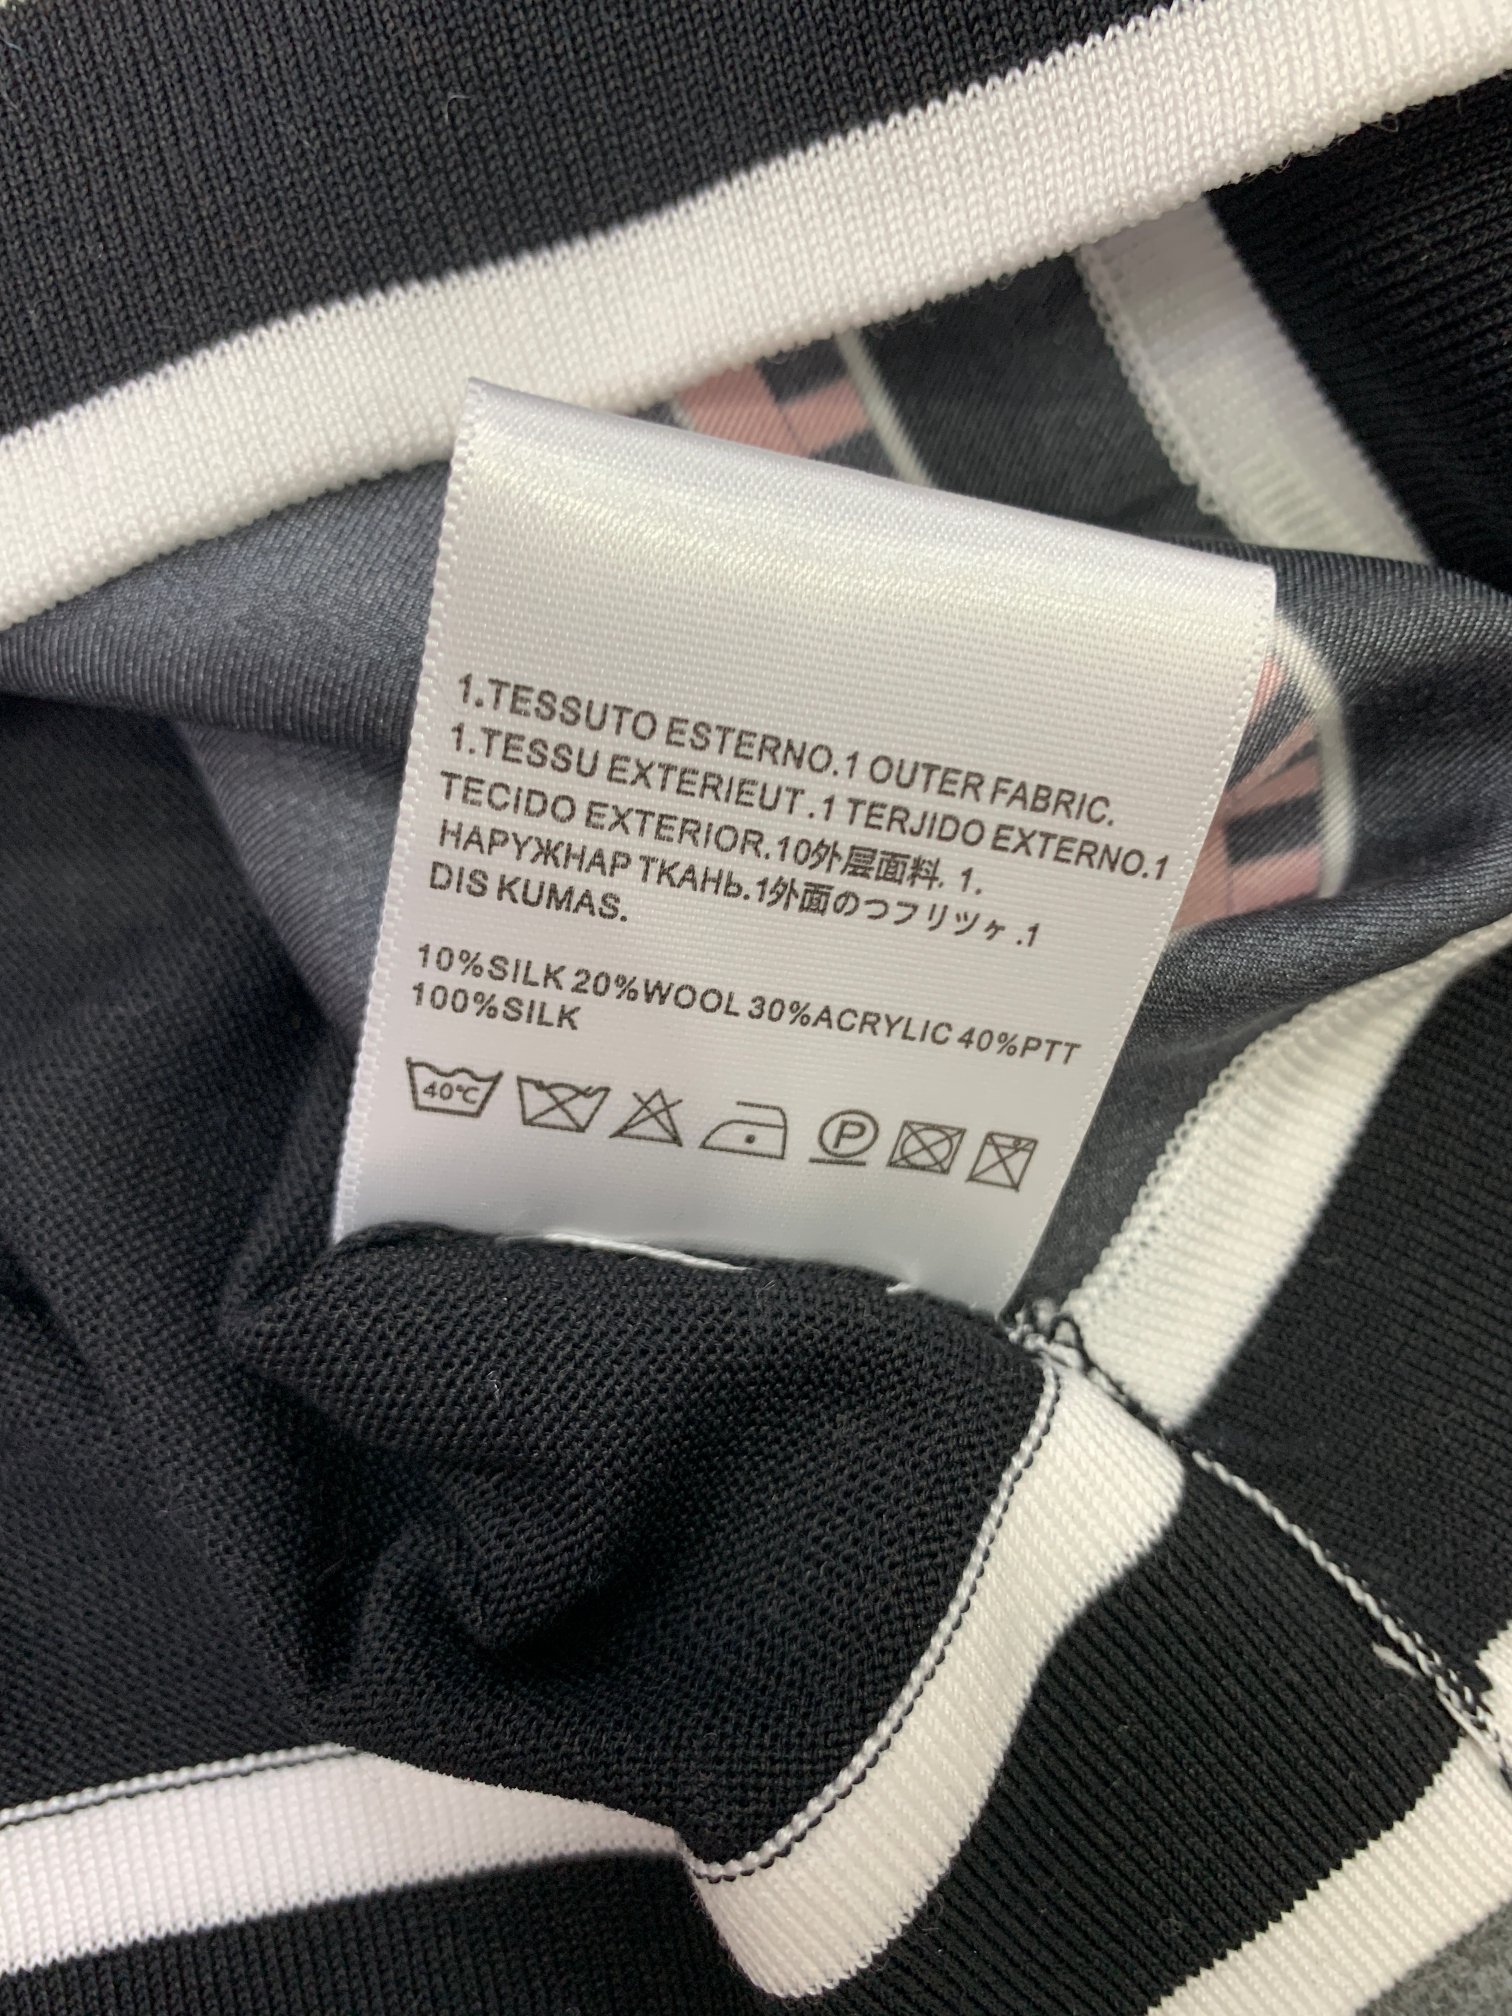 1.TESSUTO ESTERNO.1 OUTER FABRIC.
1.TESSU EXTERIEUT .1 TERJIDO EXTERNO.1
TECIDO EXTERIOR.10外层面料. 1.
НАРУЖНАР ТКАНЬ.1外面のつフリツヶ .1
DIS KUMAS.
10%SILK 20%WOOL 30%ACRYLIC 40%PTT
100%SILK
40℃
P